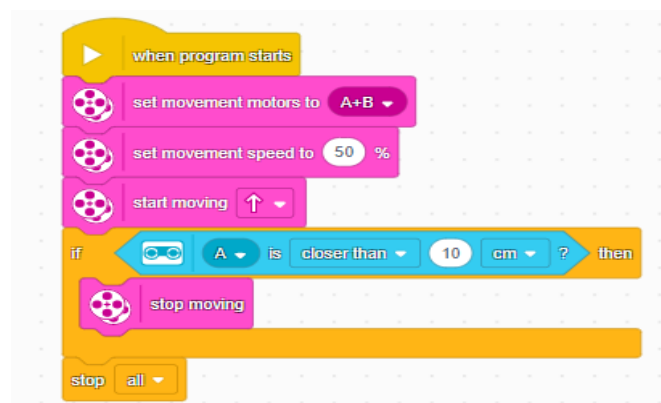 when program starts
set movement motors to A+B
set movement speed to 50 %
start moving ↑
if A is closer than 10 cm ? then
stop moving
stop all